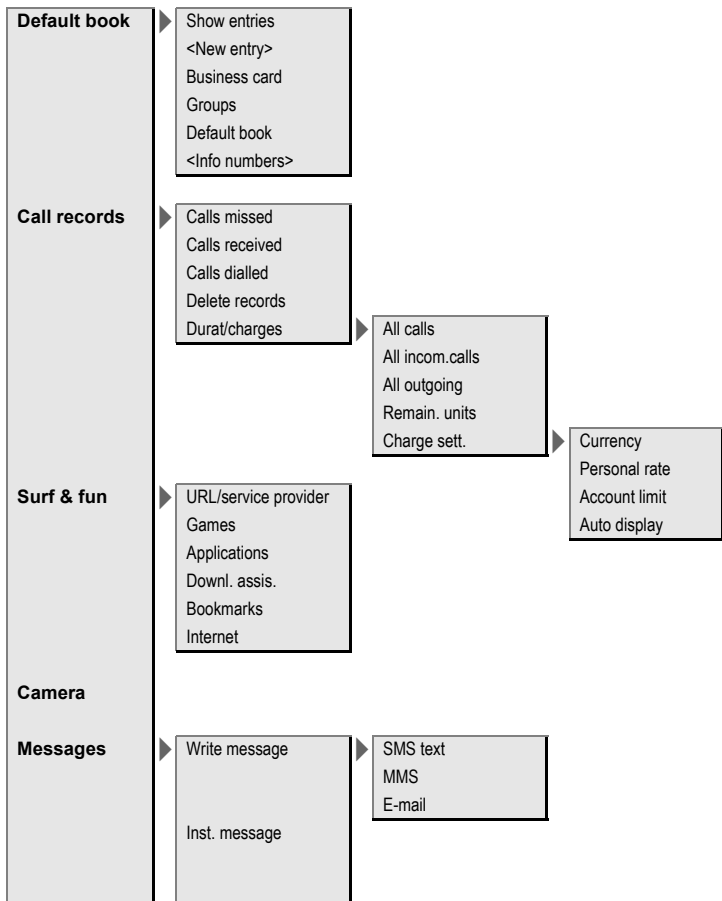 Default book
Show entries
<New entry>
Business card
Groups
Default book
<Info numbers>
Call records
Calls missed
Calls received
Calls dialled
Delete records
Durat/charges
All calls
All incom.calls
All outgoing
Remain. units
Charge sett.
Currency
Personal rate
Account limit
Auto display
Surf & fun
URL/service provider
Games
Applications
Downl. assis.
Bookmarks
Internet
Camera
Messages
Write message
SMS text
MMS
E-mail
Inst. message